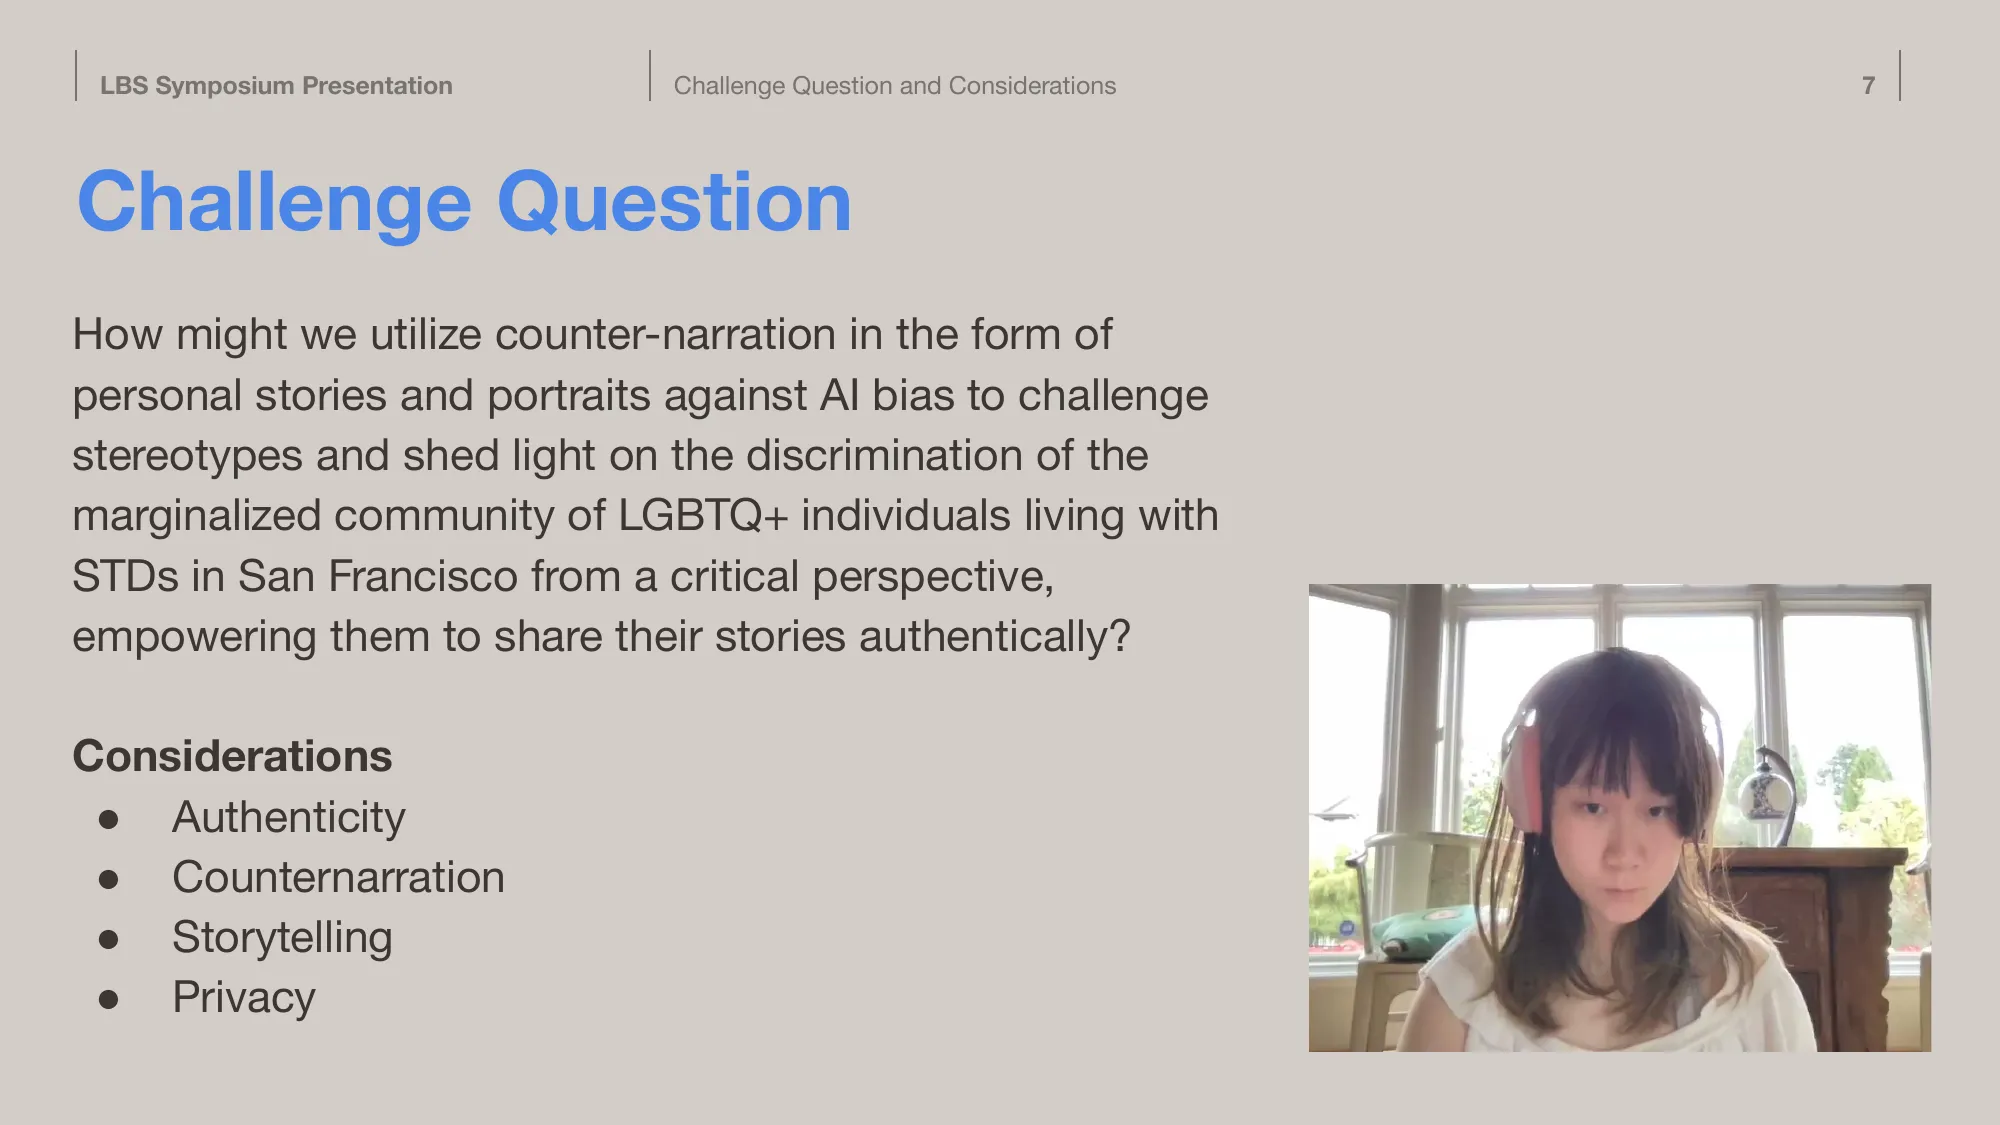 LBS Symposium Presentation
Challenge Question and Considerations
7
Challenge Question
How might we utilize counter-narration in the form of
personal stories and portraits against AI bias to challenge
stereotypes and shed light on the discrimination of the
marginalized community of LGBTQ+ individuals living with
STDs in San Francisco from a critical perspective,
empowering them to share their stories authentically?
Considerations
● Authenticity
● Counternarration
● Storytelling
● Privacy